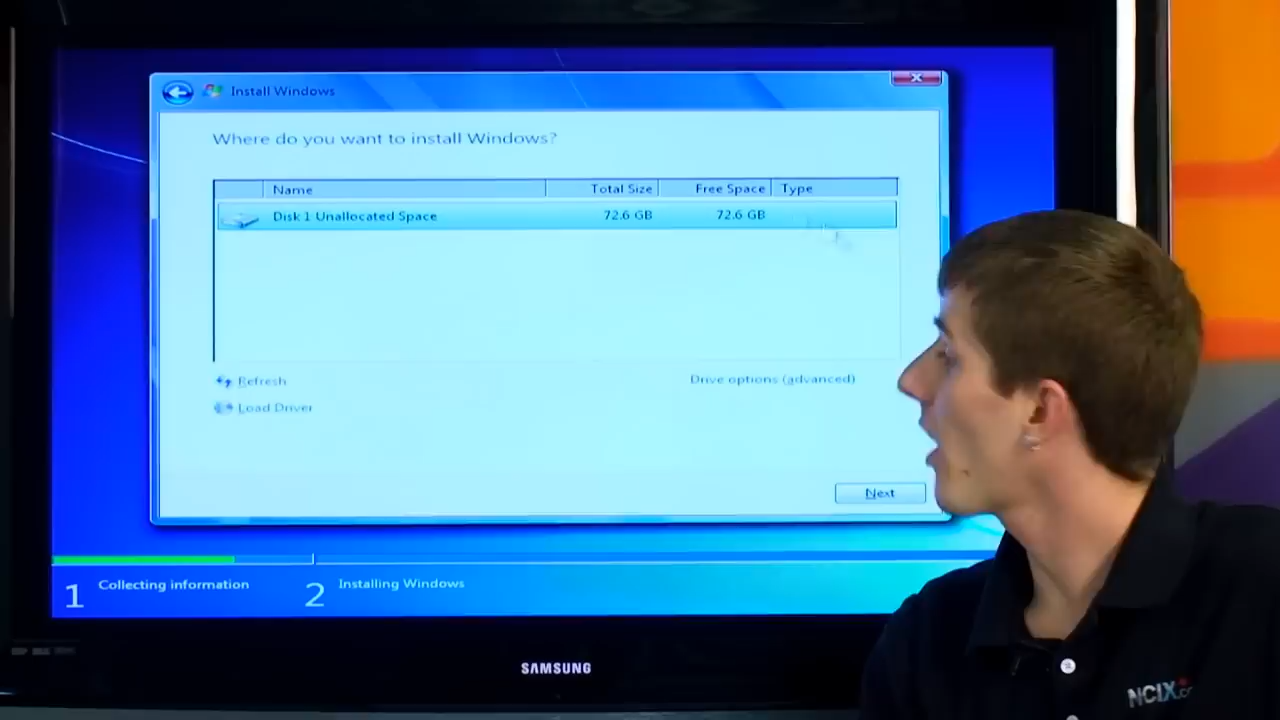 Install Windows
Where do you want to install Windows?
Name Total Size Free Space Type
Disk 1 Unallocated Space 72.6 GB 72.6 GB
Refresh
Drive options (advanced)
Load Driver
Next
1 Collecting information 2 Installing Windows
SAMSUNG
NCIX.c